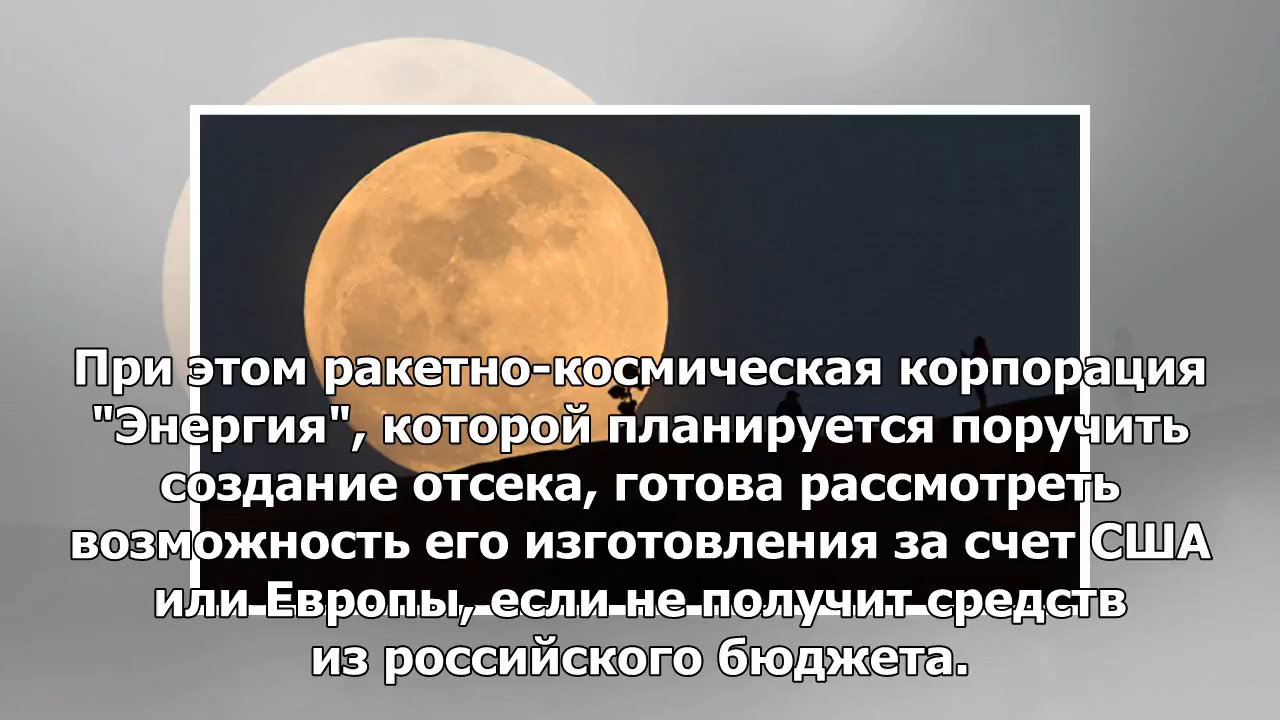 При этом ракетно-космическая корпорация
"Энергия", которой планируется поручить
создание отсека, готова рассмотреть
возможность его изготовления за счет США
или Европы, если не получит средств
из российского бюджета.